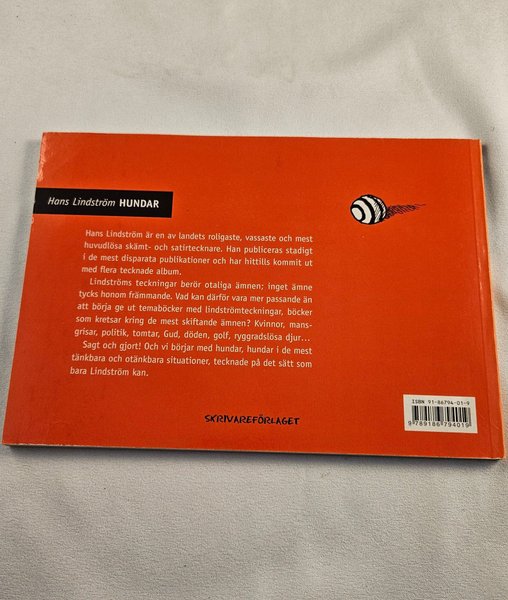 Hans Lindström HUNDAR
Hans Lindström är en av landets roligaste, vassaste och mest
huvudlösa skämt- och satirtecknare. Han publiceras stadigt
i de mest disparata publikationer och har hittills kommit ut
med flera tecknade album.
Lindströms teckningar berör otaliga ämnen; inget ämne
tycks honom främmande. Vad kan därför vara mer passande än
att börja ge ut temaböcker med lindströmteckningar, böcker
som kretsar kring de mest skiftande ämnen? Kvinnor, mans-
grisar, politik, tomtar, Gud, döden, golf, ryggradslösa djur...
Sagt och gjort! Och vi börjar med hundar, hundar i de mest
tänkbara och otänkbara situationer, tecknade på det sätt som
bara Lindström kan.
SKRIVAREFÖRLAGET
ISBN 91-86794-01-9
9 789186 794019